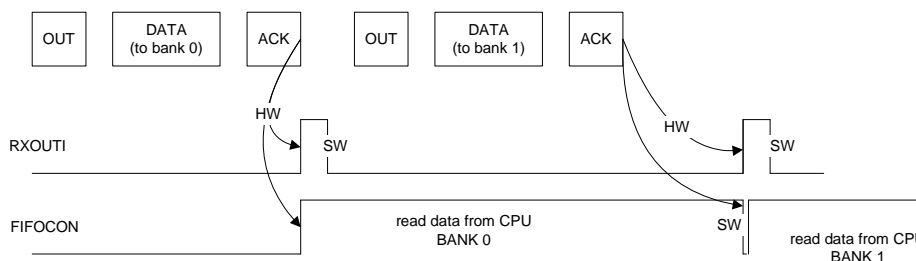 OUT
DATA
(to bank 0)
ACK
OUT
DATA
(to bank 1)
ACK
HW
HW
RXOUTI
SW
SW
FIFOCON
read data from CPU
BANK 0
SW
read data from CPU
BANK 1